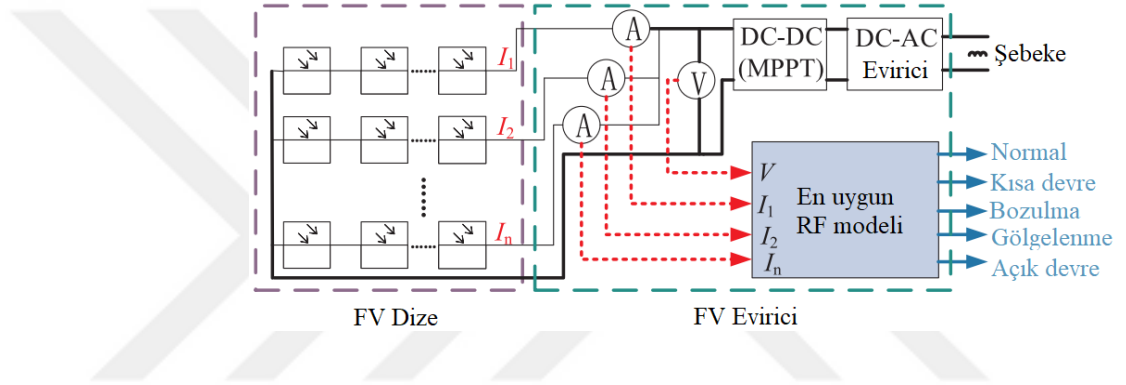 I1
A
DC-DC
(MPPT)
DC-AC
Evirici
Şebeke
A
V
I2
A
In
V
I1
I2
In
En uygun
RF modeli
Normal
Kısa devre
Bozulma
Gölgelenme
Açık devre
FV Dize
FV Evirici